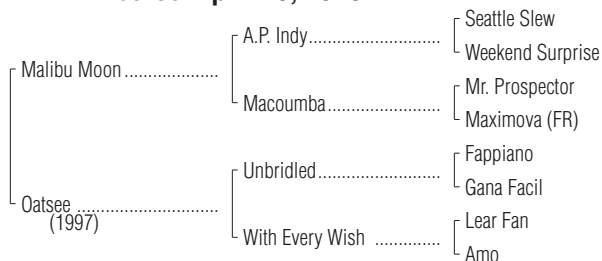 Seattle Slew
A.P. Indy
Weekend Surprise
Malibu Moon
Mr. Prospector
Macoumba
Maximova (FR)
Fappiano
Unbridled
Gana Facil
Oatsee
(1997)
Lear Fan
With Every Wish
Amo